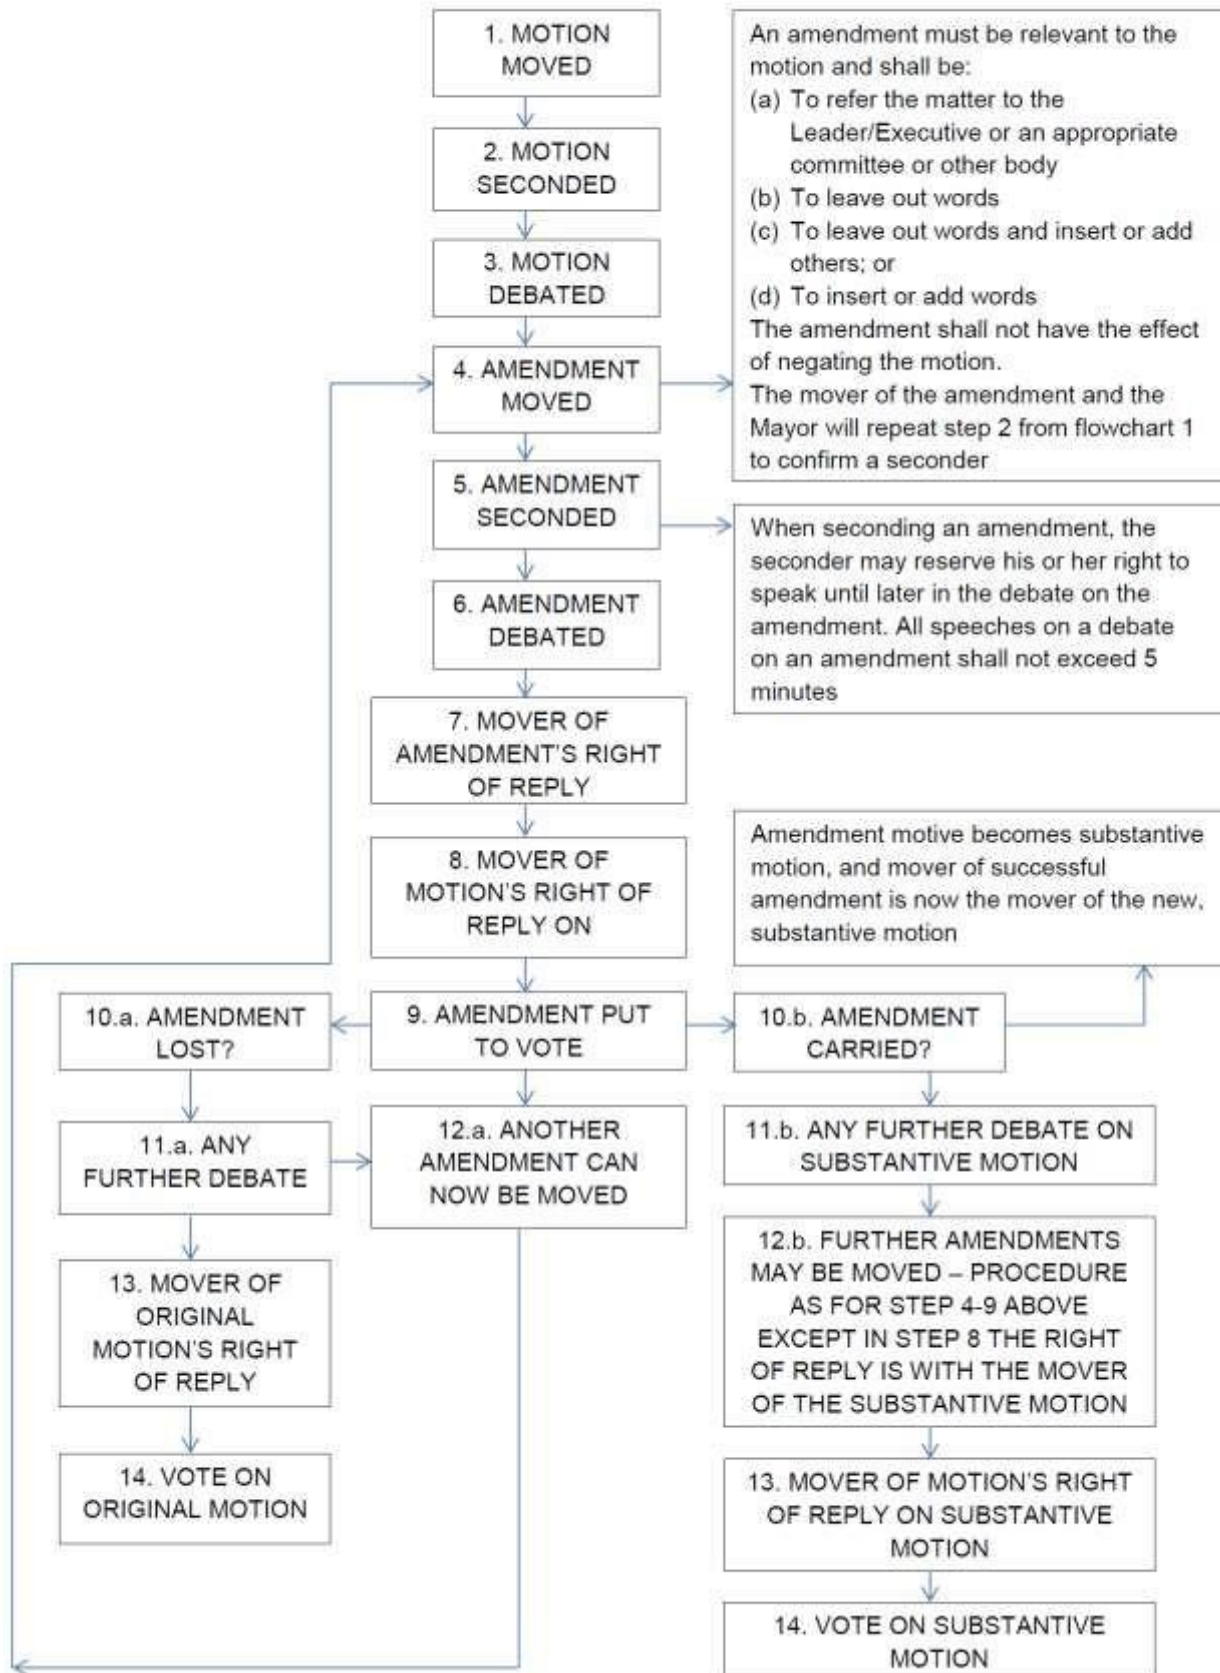 1. MOTION
MOVED
An amendment must be relevant to the
motion and shall be:
(a) To refer the matter to the
Leader/Executive or an appropriate
committee or other body
(b) To leave out words
(c) To leave out words and insert or add
others; or
(d) To insert or add words
The amendment shall not have the effect
of negating the motion.
The mover of the amendment and the
Mayor will repeat step 2 from flowchart 1
to confirm a seconder
2. MOTION
SECONDED
3. MOTION
DEBATED
4. AMENDMENT
MOVED
5. AMENDMENT
SECONDED
When seconding an amendment, the
seconder may reserve his or her right to
speak until later in the debate on the
amendment. All speeches on a debate
on an amendment shall not exceed 5
minutes
6. AMENDMENT
DEBATED
7. MOVER OF
AMENDMENT'S RIGHT
OF REPLY
8. MOVER OF
MOTION'S RIGHT OF
REPLY ON
Amendment motive becomes substantive
motion, and mover of successful
amendment is now the mover of the new,
substantive motion
10.a. AMENDMENT
LOST?
9. AMENDMENT PUT
TO VOTE
10.b. AMENDMENT
CARRIED?
11.a. ANY
FURTHER DEBATE
12.a. ANOTHER
AMENDMENT CAN
NOW BE MOVED
11.b. ANY FURTHER DEBATE ON
SUBSTANTIVE MOTION
13. MOVER OF
ORIGINAL
MOTION'S RIGHT
OF REPLY
12.b. FURTHER AMENDMENTS
MAY BE MOVED – PROCEDURE
AS FOR STEP 4-9 ABOVE
EXCEPT IN STEP 8 THE RIGHT
OF REPLY IS WITH THE MOVER
OF THE SUBSTANTIVE MOTION
14. VOTE ON
ORIGINAL MOTION
13. MOVER OF MOTION'S RIGHT
OF REPLY ON SUBSTANTIVE
MOTION
14. VOTE ON SUBSTANTIVE
MOTION